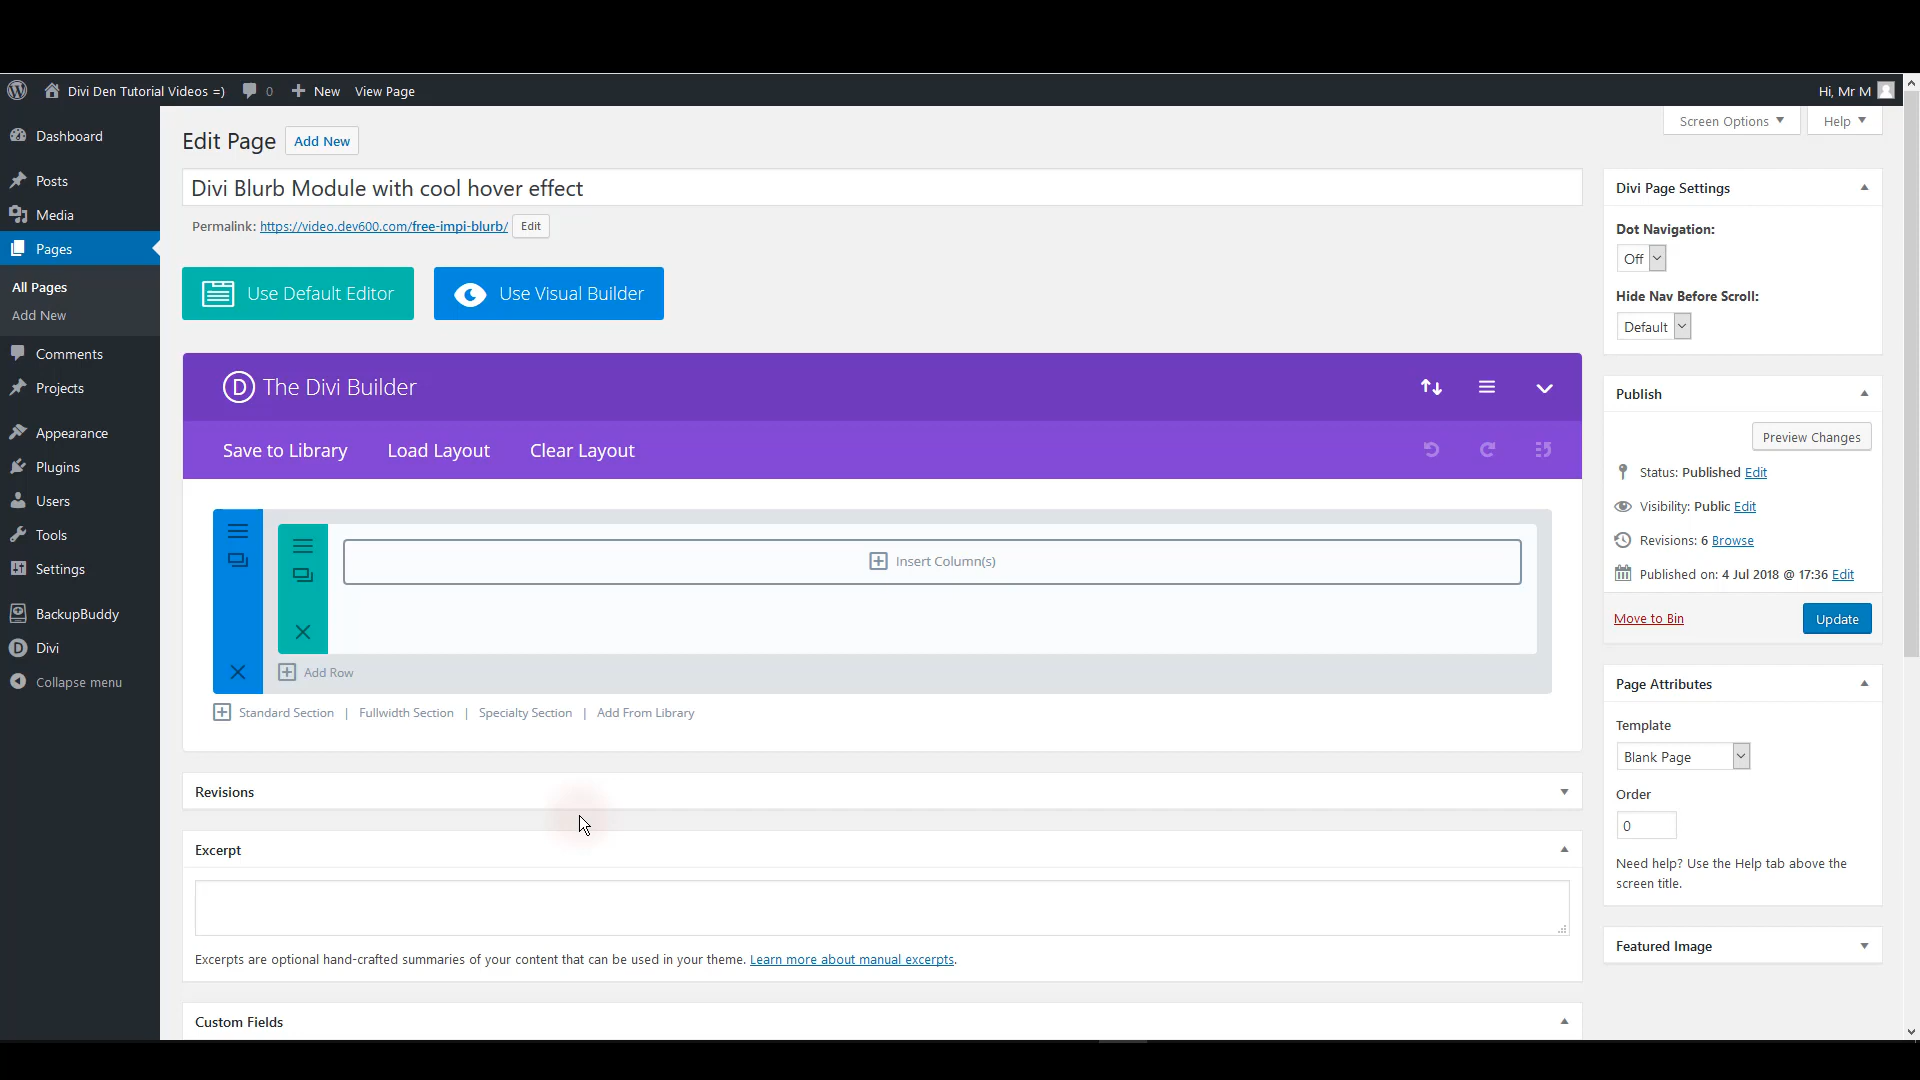 Divi Den Tutorial Videos =) 0 New View Page Hi, Mr M
Dashboard
Posts
Media
Pages
All Pages
Add New
Comments
Projects
Appearance
Plugins
Users
Tools
Settings
BackupBuddy
Divi
Collapse menu
Screen Options Help
Edit Page Add New
Divi Blurb Module with cool hover effect
Permalink: https://video.dev600.com/free-impi-blurb/ Edit
Use Default Editor Use Visual Builder
D The Divi Builder
Save to Library Load Layout Clear Layout
Insert Column(s)
Add Row
Standard Section | Fullwidth Section | Specialty Section | Add From Library
Revisions
Excerpt
Excerpts are optional hand-crafted summaries of your content that can be used in your theme. Learn more about manual excerpts.
Custom Fields
Divi Page Settings
Dot Navigation:
Off
Hide Nav Before Scroll:
Default
Publish
Preview Changes
Status: Published Edit
Visibility: Public Edit
Revisions: 6 Browse
Published on: 4 Jul 2018 @ 17:36 Edit
Move to Bin Update
Page Attributes
Template
Blank Page
Order
0
Need help? Use the Help tab above the
screen title.
Featured Image